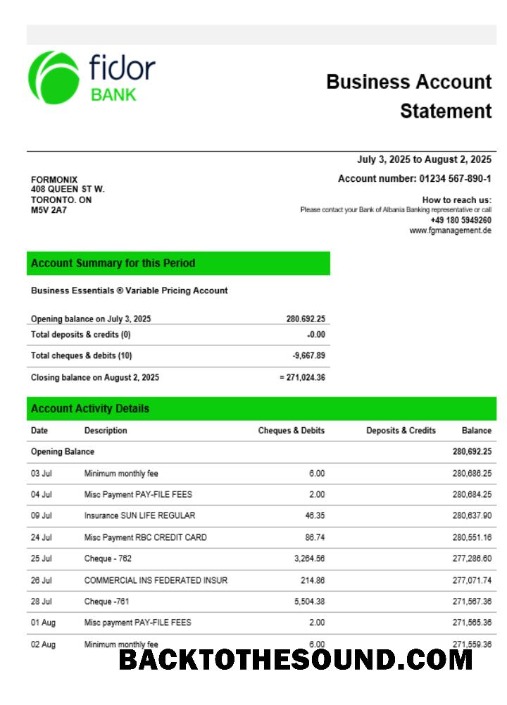 fidor
BANK
Business Account
Statement
July 3, 2025 to August 2, 2025
FORMONIX
408 QUEEN ST W.
TORONTO. ON
M5V 2A7
Account number: 01234 567-890-1
How to reach us:
Please contact your Bank of Albania Banking representative or call
+49 180 5949260
www.fgmanagement.de
Account Summary for this Period
Business Essentials ® Variable Pricing Account
Opening balance on July 3, 2025 280.692.25
Total deposits & credits (0) -0.00
Total cheques & debits (10) -9,667.89
Closing balance on August 2, 2025 = 271,024.36
Account Activity Details
Date Description Cheques & Debits Deposits & Credits Balance
Opening Balance 280,692.25
03 Jul Minimum monthly fee 6.00 280,686.25
04 Jul Misc Payment PAY-FILE FEES 2.00 280,684.25
09 Jul Insurance SUN LIFE REGULAR 46.35 280,637.90
24 Jul Misc Payment RBC CREDIT CARD 86.74 280,551.16
25 Jul Cheque - 762 3,264.56 277,286.60
26 Jul COMMERCIAL INS FEDERATED INSUR 214.86 277,071.74
28 Jul Cheque -761 5,504.38 271,567.36
01 Aug Misc payment PAY-FILE FEES 2.00 271,565.36
02 Aug Minimum monthly fee 6.00 271,559.36
BACKTOTHESOUND.COM